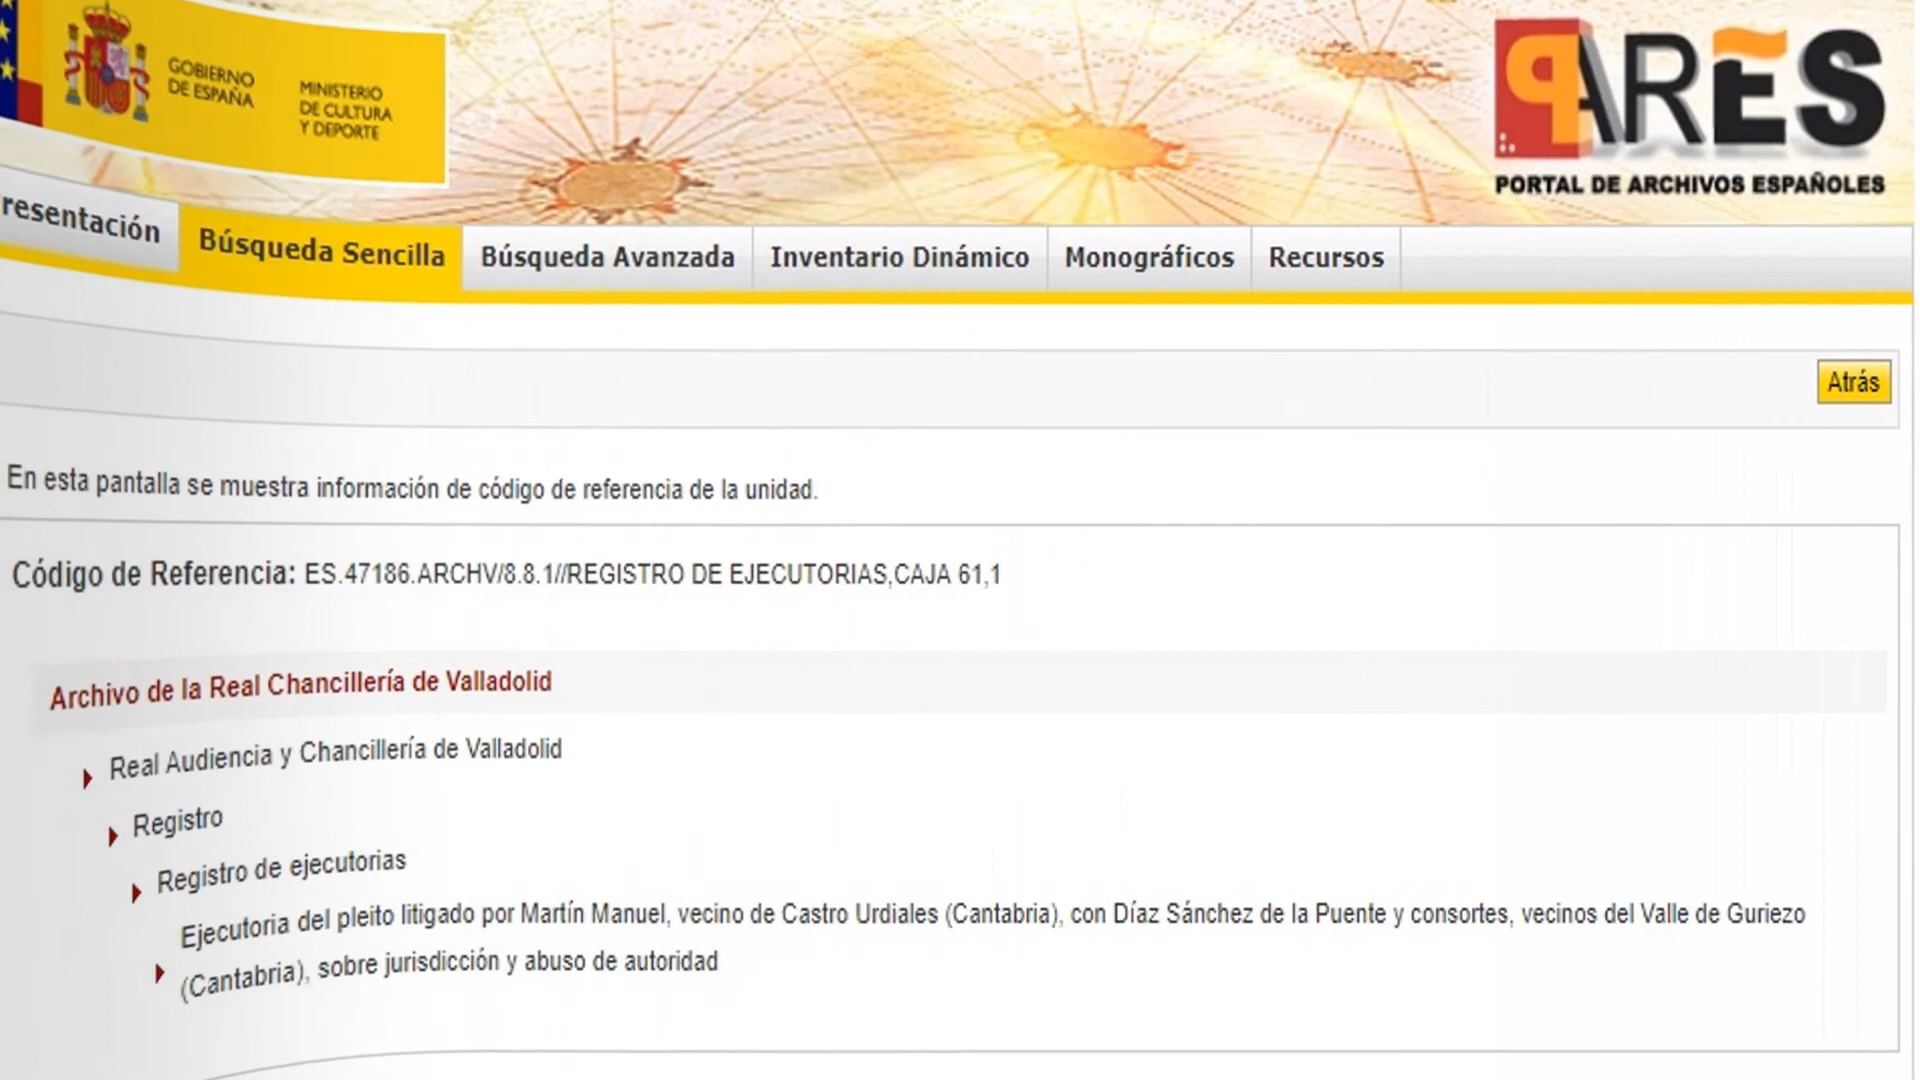 GOBIERNO
DE ESPAÑA
MINISTERIO
DE CULTURA
Y DEPORTE
PARES
PORTAL DE ARCHIVOS ESPAÑOLES
resentación
Búsqueda Sencilla
Búsqueda Avanzada
Inventario Dinámico
Monográficos
Recursos
Atrás
En esta pantalla se muestra información de código de referencia de la unidad.
Código de Referencia: ES.47186.ARCHV/8.8.1//REGISTRO DE EJECUTORIAS,CAJA 61,1
Archivo de la Real Chancillería de Valladolid
Real Audiencia y Chancillería de Valladolid
Registro
Registro de ejecutorias
Ejecutoria del pleito litigado por Martín Manuel, vecino de Castro Urdiales (Cantabria), con Díaz Sánchez de la Puente y consortes, vecinos del Valle de Guriezo
(Cantabria), sobre jurisdicción y abuso de autoridad